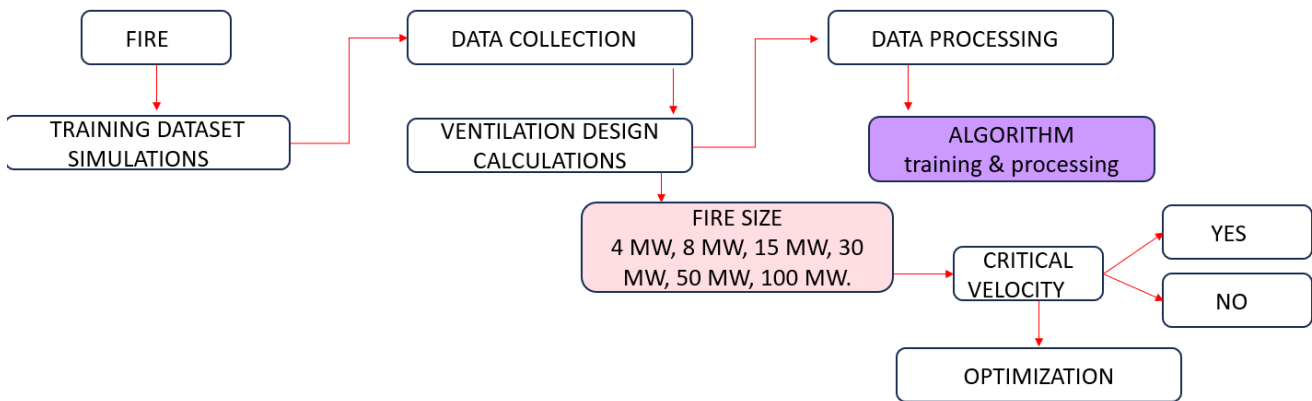 FIRE
DATA COLLECTION
DATA PROCESSING
TRAINING DATASET
SIMULATIONS
VENTILATION DESIGN
CALCULATIONS
ALGORITHM
training & processing
FIRE SIZE
4 MW, 8 MW, 15 MW, 30
MW, 50 MW, 100 MW.
CRITICAL
VELOCITY
YES
NO
OPTIMIZATION